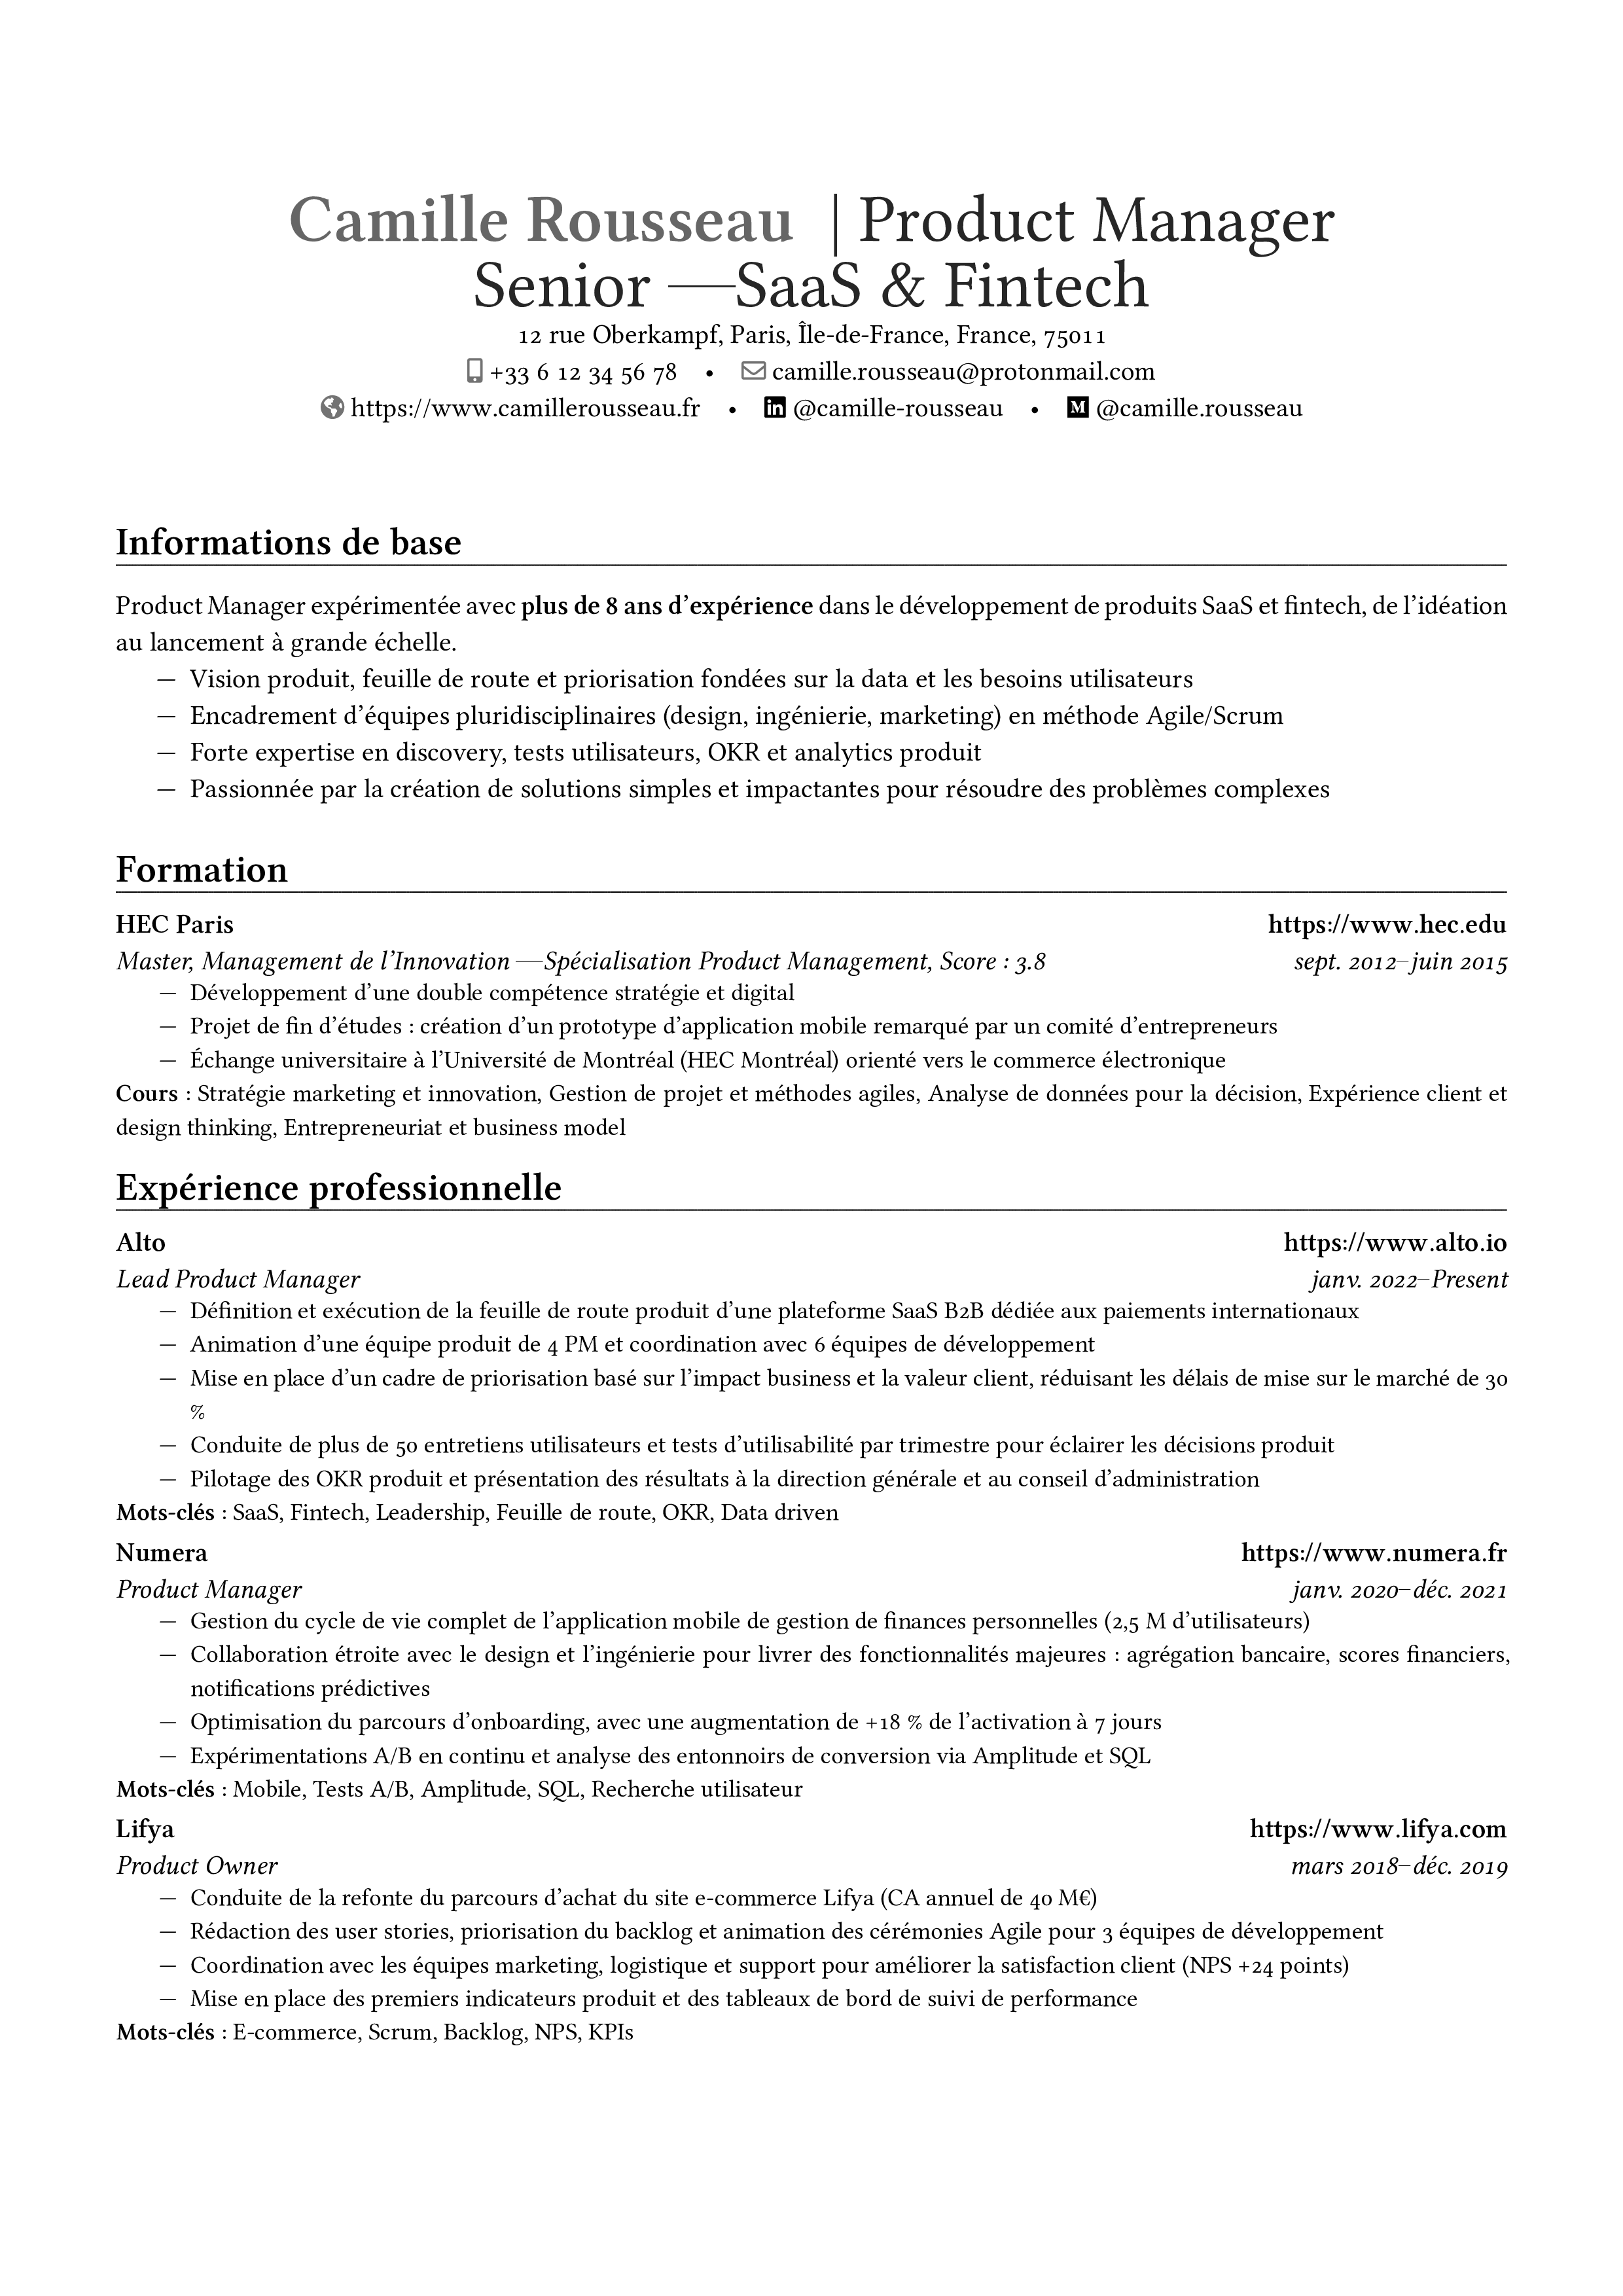 Camille Rousseau | Product Manager
Senior —SaaS & Fintech
12 rue Oberkampf, Paris, Île-de-France, France, 75011
+33 6 12 34 56 78 • camille.rousseau@protonmail.com
https://www.camillerousseau.fr • @camille-rousseau • @camille.rousseau
Informations de base
Product Manager expérimentée avec plus de 8 ans d’expérience dans le développement de produits SaaS et fintech, de l’idéation
au lancement à grande échelle.
— Vision produit, feuille de route et priorisation fondées sur la data et les besoins utilisateurs
— Encadrement d’équipes pluridisciplinaires (design, ingénierie, marketing) en méthode Agile/Scrum
— Forte expertise en discovery, tests utilisateurs, OKR et analytics produit
— Passionnée par la création de solutions simples et impactantes pour résoudre des problèmes complexes
Formation
HEC Paris https://www.hec.edu
Master, Management de l’Innovation —Spécialisation Product Management, Score : 3.8 sept. 2012–juin 2015
— Développement d’une double compétence stratégie et digital
— Projet de fin d’études : création d’un prototype d’application mobile remarqué par un comité d’entrepreneurs
— Échange universitaire à l’Université de Montréal (HEC Montréal) orienté vers le commerce électronique
Cours : Stratégie marketing et innovation, Gestion de projet et méthodes agiles, Analyse de données pour la décision, Expérience client et
design thinking, Entrepreneuriat et business model
Expérience professionnelle
Alto https://www.alto.io
Lead Product Manager janv. 2022–Present
— Définition et exécution de la feuille de route produit d’une plateforme SaaS B2B dédiée aux paiements internationaux
— Animation d’une équipe produit de 4 PM et coordination avec 6 équipes de développement
— Mise en place d’un cadre de priorisation basé sur l’impact business et la valeur client, réduisant les délais de mise sur le marché de 30
%
— Conduite de plus de 50 entretiens utilisateurs et tests d’utilisabilité par trimestre pour éclairer les décisions produit
— Pilotage des OKR produit et présentation des résultats à la direction générale et au conseil d’administration
Mots-clés : SaaS, Fintech, Leadership, Feuille de route, OKR, Data driven
Numera https://www.numera.fr
Product Manager janv. 2020–déc. 2021
— Gestion du cycle de vie complet de l’application mobile de gestion de finances personnelles (2,5 M d’utilisateurs)
— Collaboration étroite avec le design et l’ingénierie pour livrer des fonctionnalités majeures : agrégation bancaire, scores financiers,
notifications prédictives
— Optimisation du parcours d’onboarding, avec une augmentation de +18 % de l’activation à 7 jours
— Expérimentations A/B en continu et analyse des entonnoirs de conversion via Amplitude et SQL
Mots-clés : Mobile, Tests A/B, Amplitude, SQL, Recherche utilisateur
Lifya https://www.lifya.com
Product Owner mars 2018–déc. 2019
— Conduite de la refonte du parcours d’achat du site e-commerce Lifya (CA annuel de 40 M€)
— Rédaction des user stories, priorisation du backlog et animation des cérémonies Agile pour 3 équipes de développement
— Coordination avec les équipes marketing, logistique et support pour améliorer la satisfaction client (NPS +24 points)
— Mise en place des premiers indicateurs produit et des tableaux de bord de suivi de performance
Mots-clés : E-commerce, Scrum, Backlog, NPS, KPIs